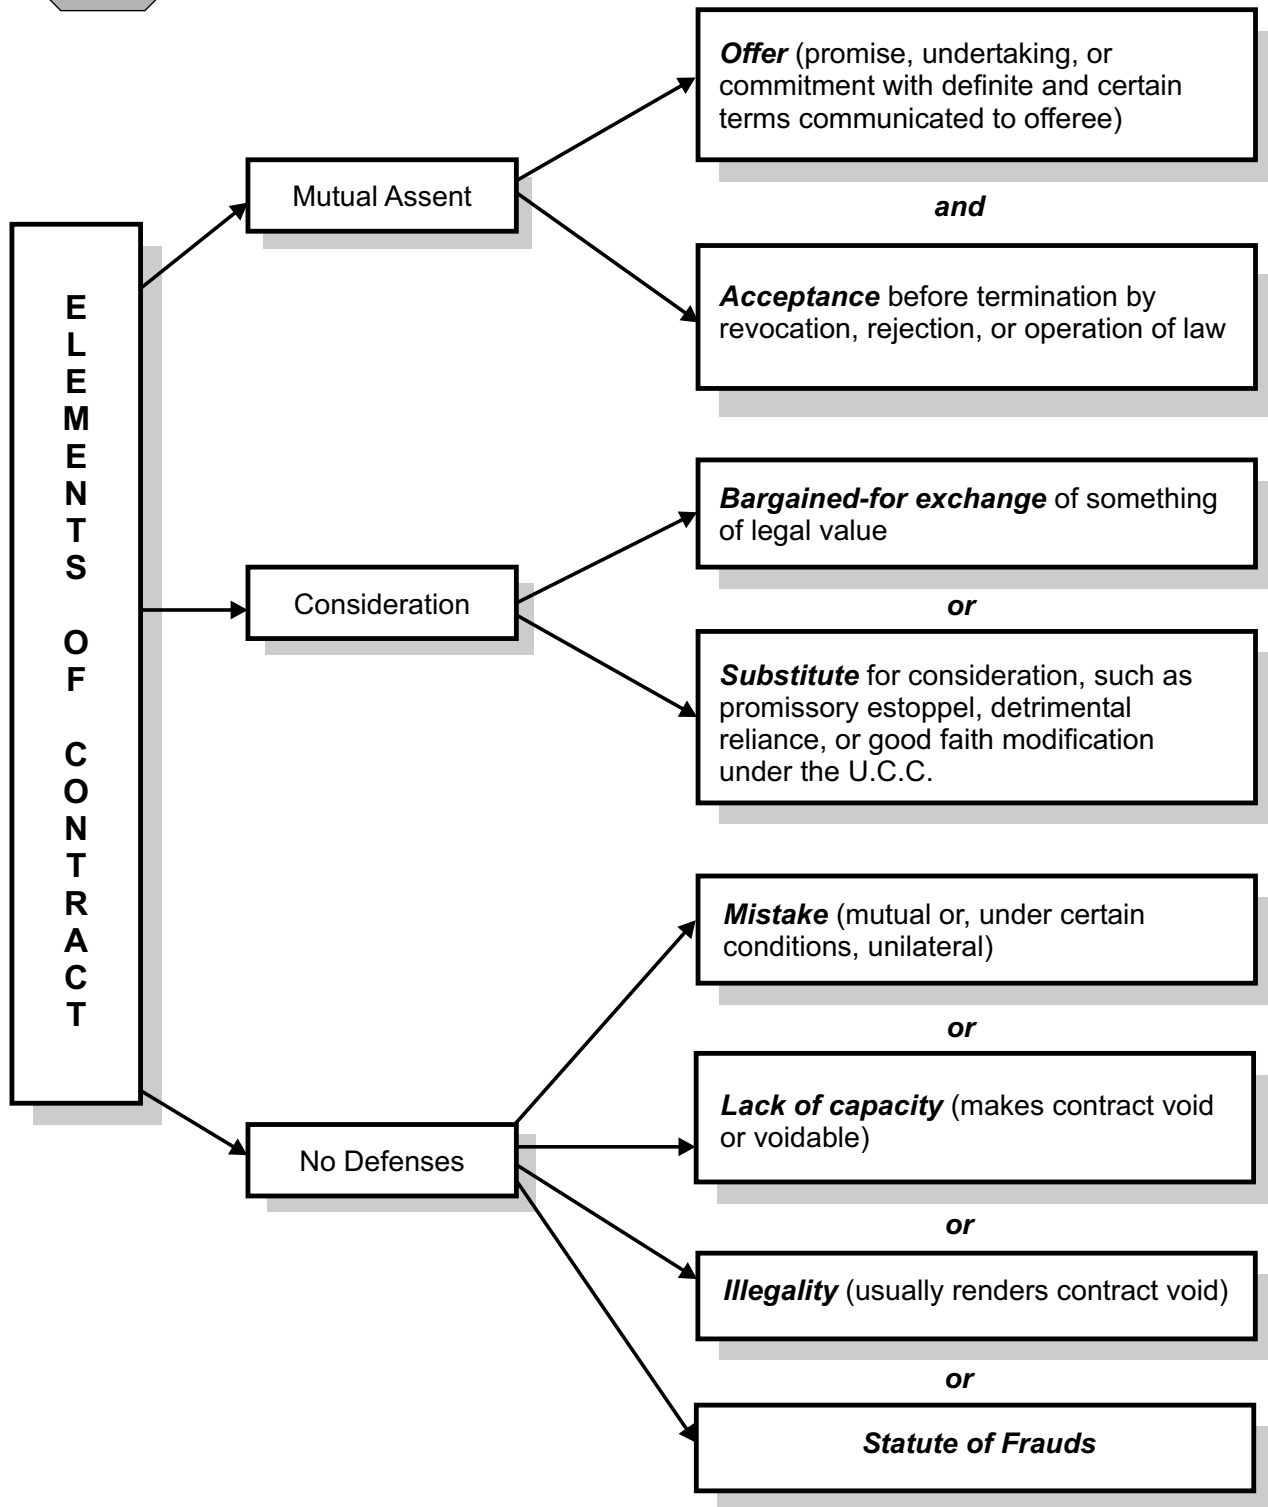 ELEMENTS OF CONTRACT
Mutual Assent
Offer (promise, undertaking, or
commitment with definite and certain
terms communicated to offeree)
and
Acceptance before termination by
revocation, rejection, or operation of law
Consideration
Bargained-for exchange of something
of legal value
or
Substitute for consideration, such as
promissory estoppel, detrimental
reliance, or good faith modification
under the U.C.C.
No Defenses
Mistake (mutual or, under certain
conditions, unilateral)
or
Lack of capacity (makes contract void
or voidable)
or
Illegality (usually renders contract void)
or
Statute of Frauds